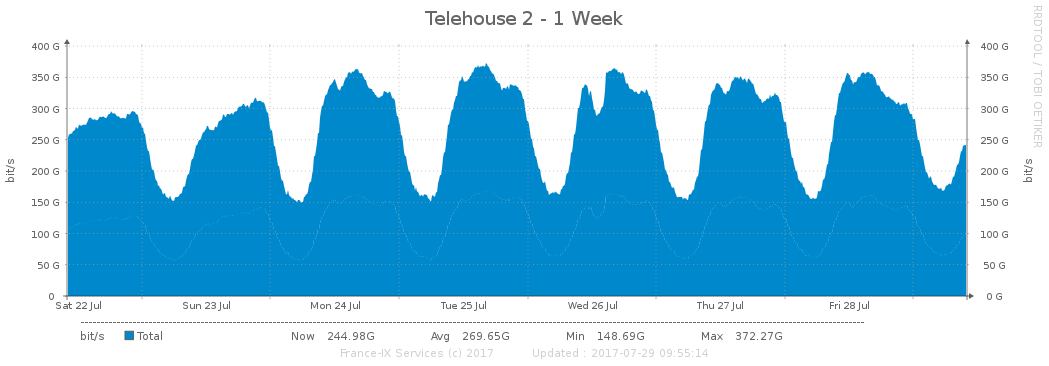 Telehouse 2 - 1 Week
RRDTOOL / TOBI OETIKER
400 G 400 G
350 G 350 G
300 G 300 G
250 G 250 G
200 G 200 G
150 G 150 G
100 G 100 G
50 G 50 G
0 0 G
bit/s bit/s
Sat 22 Jul Sun 23 Jul Mon 24 Jul Tue 25 Jul Wed 26 Jul Thu 27 Jul Fri 28 Jul
bit/s Total Now 244.98G Avg 269.65G Min 148.69G Max 372.27G
France-IX Services (c) 2017 Updated : 2017-07-29 09:55:14